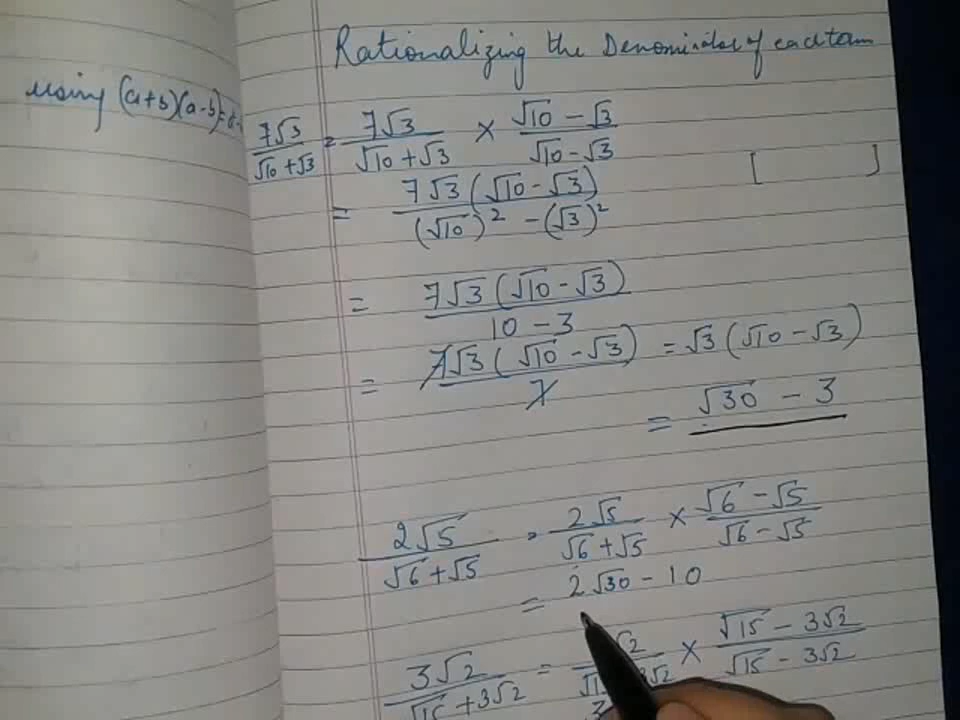 Rationalizing the Denominator of each term
using (a+b)(a-b)=
7√3/(√10+√3) = 7√3/(√10+√3) × (√10-√3)/(√10-√3)
[ ]
= 7√3(√10-√3)/((√10)² -(√3)²)
= 7√3(√10-√3)/(10-3)
= 7√3(√10-√3)/7 = √3(√10-√3)
= √30 - 3
2√5/(√6+√5) = 2√5/(√6+√5) × (√6-√5)/(√6-√5)
= 2√30-10
3√2/(√15+3√2) = × (√15-3√2)/(√15-3√2)